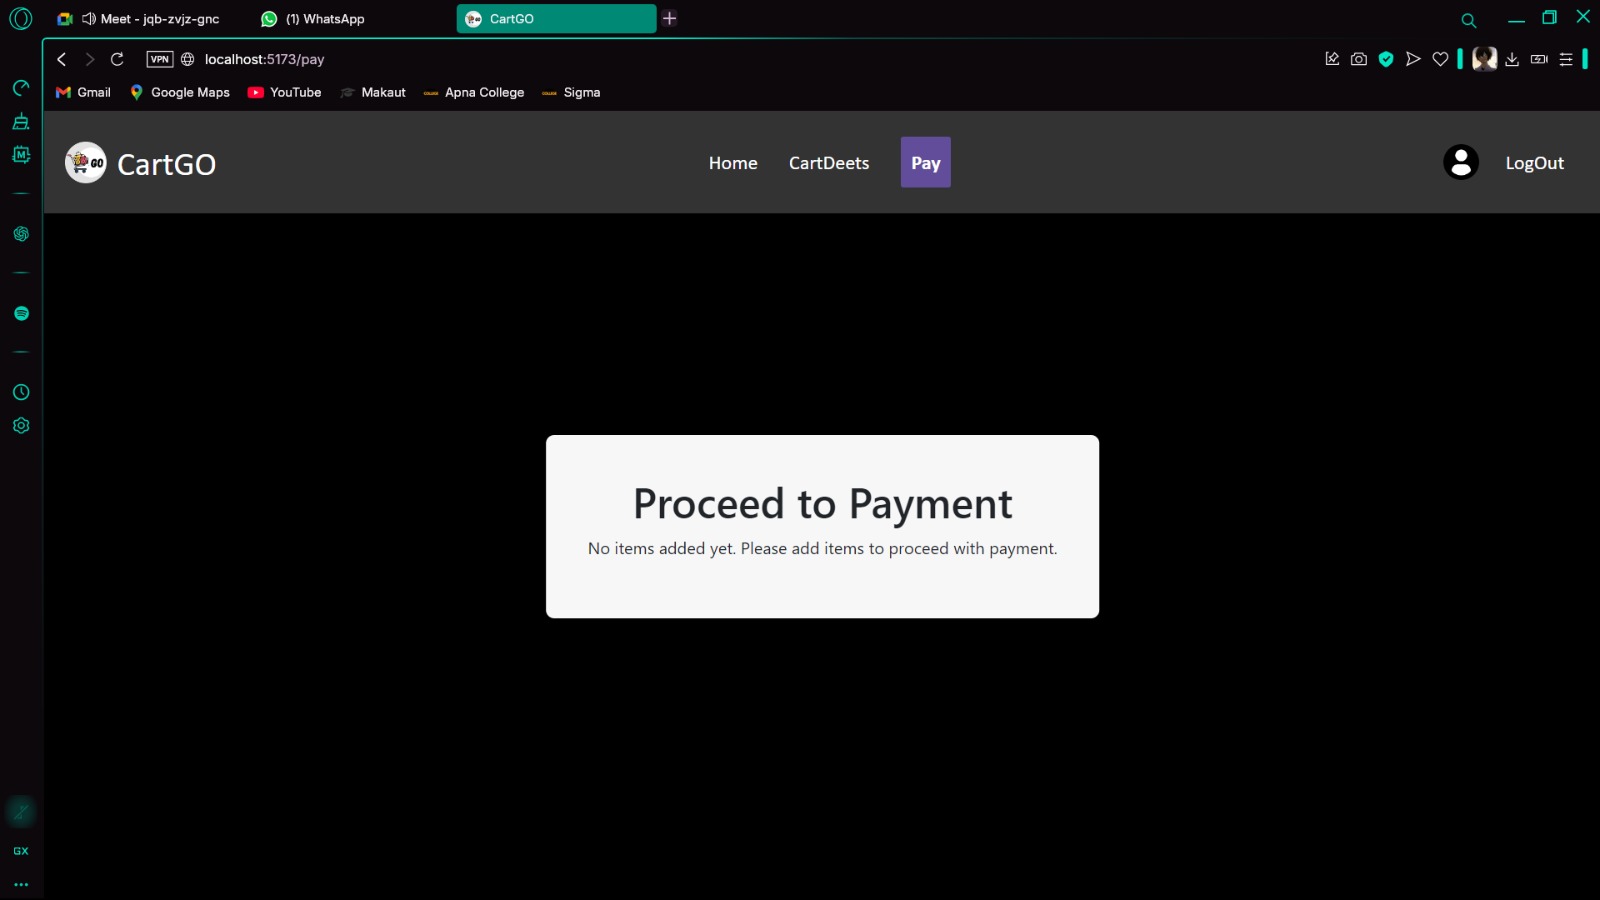 Meet - jqb-zvjz-gnc (1) WhatsApp CartGO
VPN localhost:5173/pay
Gmail Google Maps YouTube Makaut Apna College Sigma
GO CartGO Home CartDeets Pay LogOut
Proceed to Payment
No items added yet. Please add items to proceed with payment.
GX